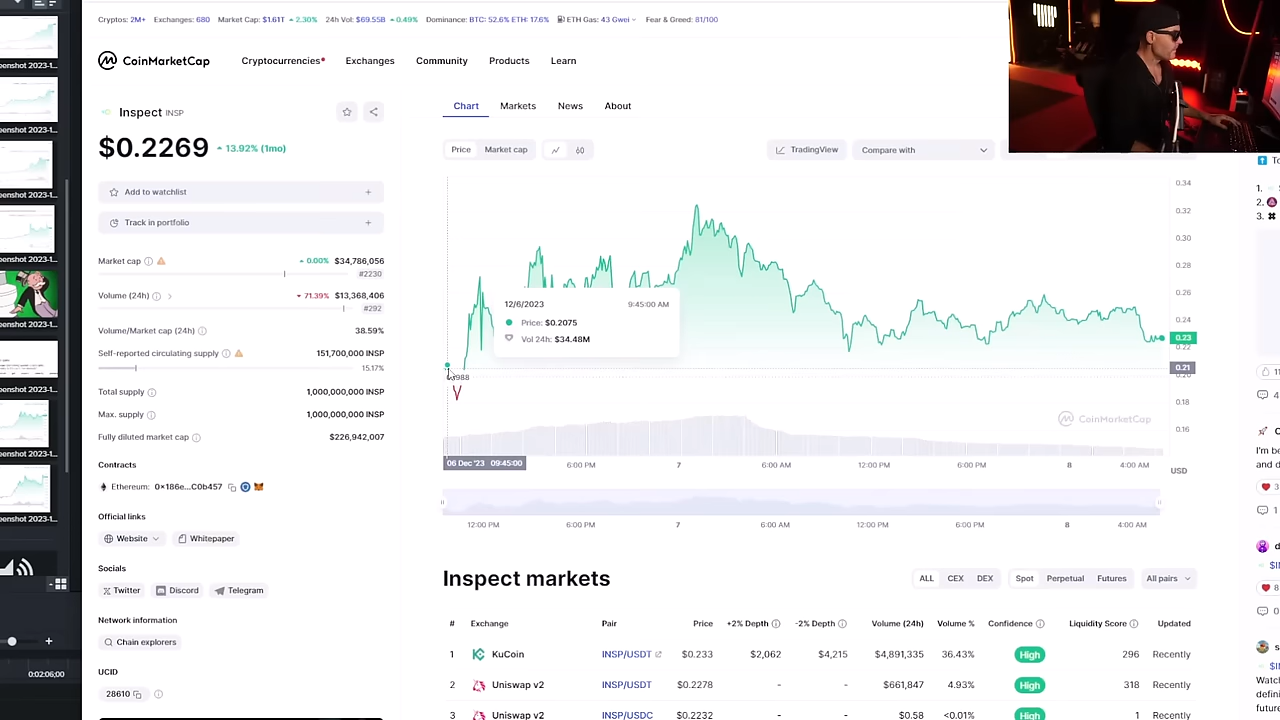 Cryptos: 2M+ Exchanges: 680 Market Cap: $1.61T 2.30% 24h Vol: $69.55B 0.49% Dominance: BTC: 52.6% ETH: 17.6% ETH Gas: 43 Gwei Fear & Greed: 81/100
CoinMarketCap Cryptocurrencies Exchanges Community Products Learn
Inspect INSP
$0.2269 13.92% (1mo)
Add to watchlist +
Track in portfolio +
Market cap 0.00% $34,786,056
#2230
Volume (24h) 71.39% $13,368,406
#292
Volume/Market cap (24h) 38.59%
Self-reported circulating supply 151,700,000 INSP
15.17%
Total supply 1,000,000,000 INSP
Max. supply 1,000,000,000 INSP
Fully diluted market cap $226,942,007
Contracts
Ethereum: 0x186e...C0b457
Official links
Website Whitepaper
Socials
Twitter Discord Telegram
Network information
Chain explorers
UCID
28610
Chart Markets News About
Price Market cap TradingView Compare with
0.34
0.32
0.30
0.28
0.26
0.24
0.23
0.22
0.21
0.20
0.18
0.16
USD
12/6/2023 9:45:00 AM
Price: $0.2075
Vol 24h: $34.48M
CoinMarketCap
06 Dec '23 09:45:00 6:00 PM 7 6:00 AM 12:00 PM 6:00 PM 8 4:00 AM
12:00 PM 6:00 PM 7 6:00 AM 12:00 PM 6:00 PM 8 4:00 AM
Inspect markets ALL CEX DEX Spot Perpetual Futures All pairs
# Exchange Pair Price +2% Depth -2% Depth Volume (24h) Volume % Confidence Liquidity Score Updated
1 KuCoin INSP/USDT $0.233 $2,062 $4,215 $4,891,335 36.43% High 296 Recently
2 Uniswap v2 INSP/USDT $0.2278 - - $661,847 4.93% High 318 Recently
3 Uniswap v2 INSP/USDC $0.2232 - - $0.58 <0.01% High 1 Recently
0:02:06;00
1.
2.
3.
I'm be
and d
Watch
defini
future